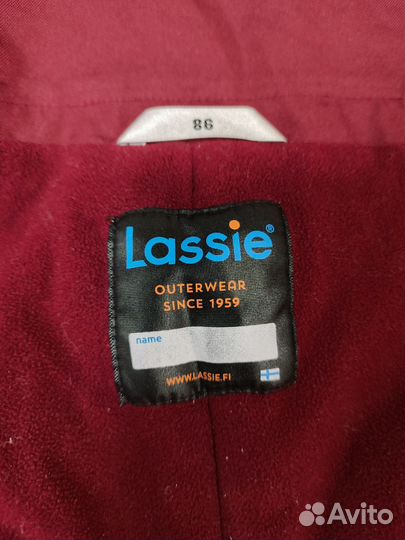 86
Lassie®
OUTERWEAR
SINCE 1959
name
WWW.LASSIE.FI
Avito